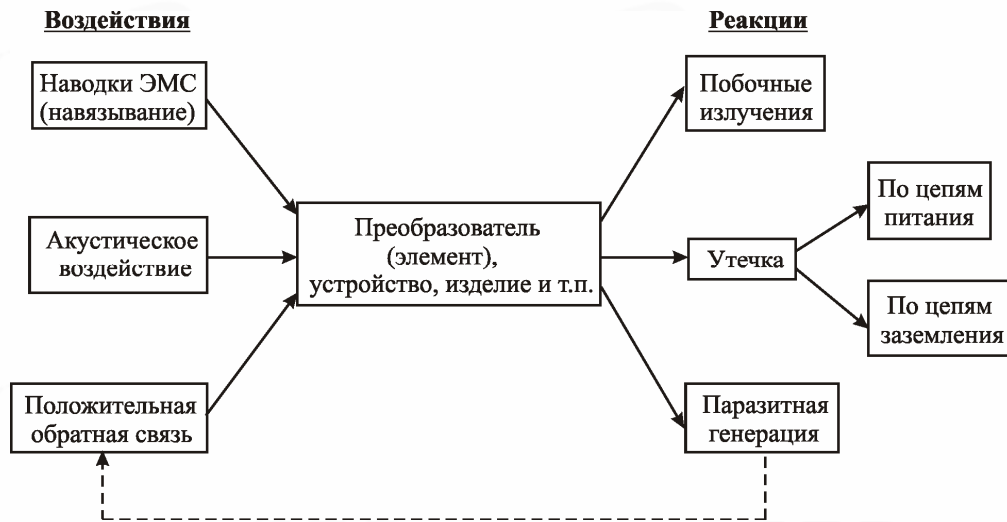 Воздействия
Реакции
Наводки ЭМС
(навязывание)
Акустическое
воздействие
Положительная
обратная связь
Преобразователь
(элемент),
устройство, изделие и т.п.
Побочные
излучения
Утечка
По цепям
питания
По цепям
заземления
Паразитная
генерация